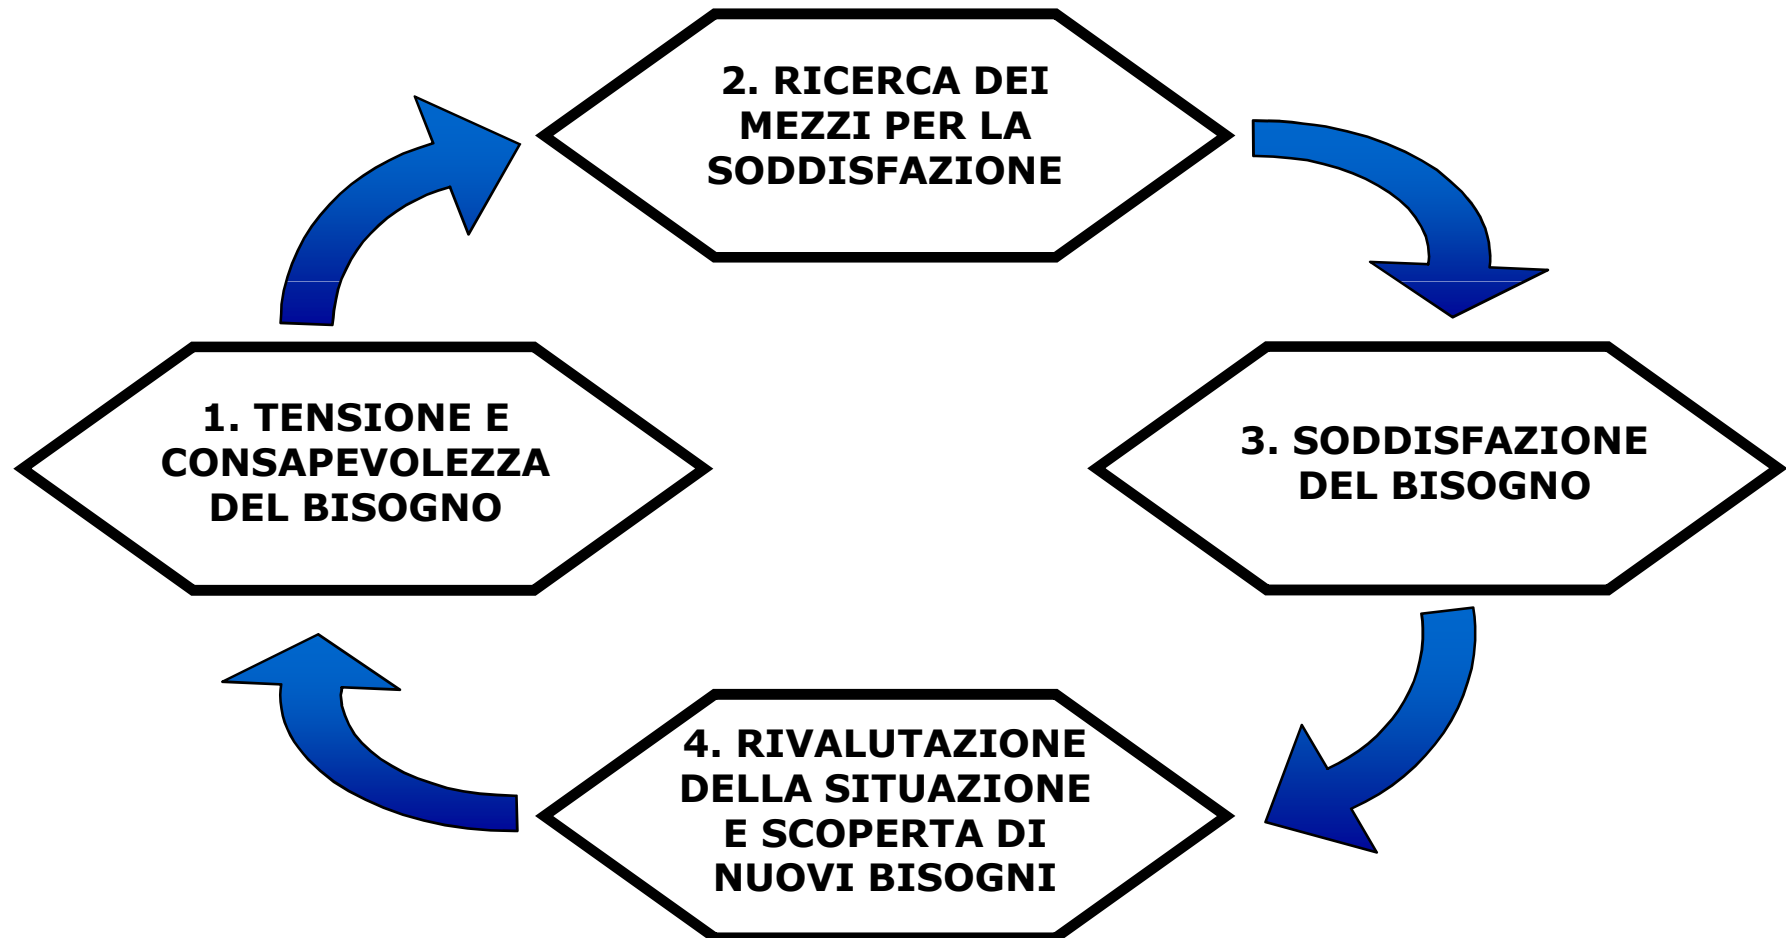 2. RICERCA DEI
MEZZI PER LA
SODDISFAZIONE
1. TENSIONE E
CONSAPEVOLEZZA
DEL BISOGNO
3. SODDISFAZIONE
DEL BISOGNO
4. RIVALUTAZIONE
DELLA SITUAZIONE
E SCOPERTA DI
NUOVI BISOGNI